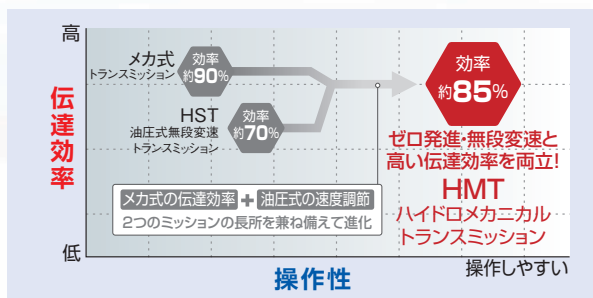 高
伝達効率
低
メカ式
トランスミッション
効率
約90%
HST
油圧式無段変速
トランスミッション
効率
約70%
効率
約85%
ゼロ発進・無段変速と
高い伝達効率を両立!
HMT
ハイドロメカニカル
トランスミッション
メカ式の伝達効率 + 油圧式の速度調節
2つのミッションの長所を兼ね備えて進化
操作性
操作しやすい